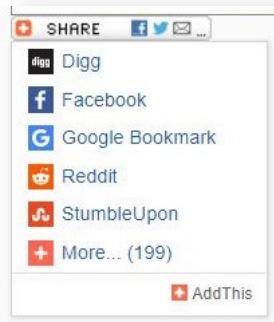 SHARE ...
digg Digg
Facebook
Google Bookmark
Reddit
StumbleUpon
More... (199)
AddThis